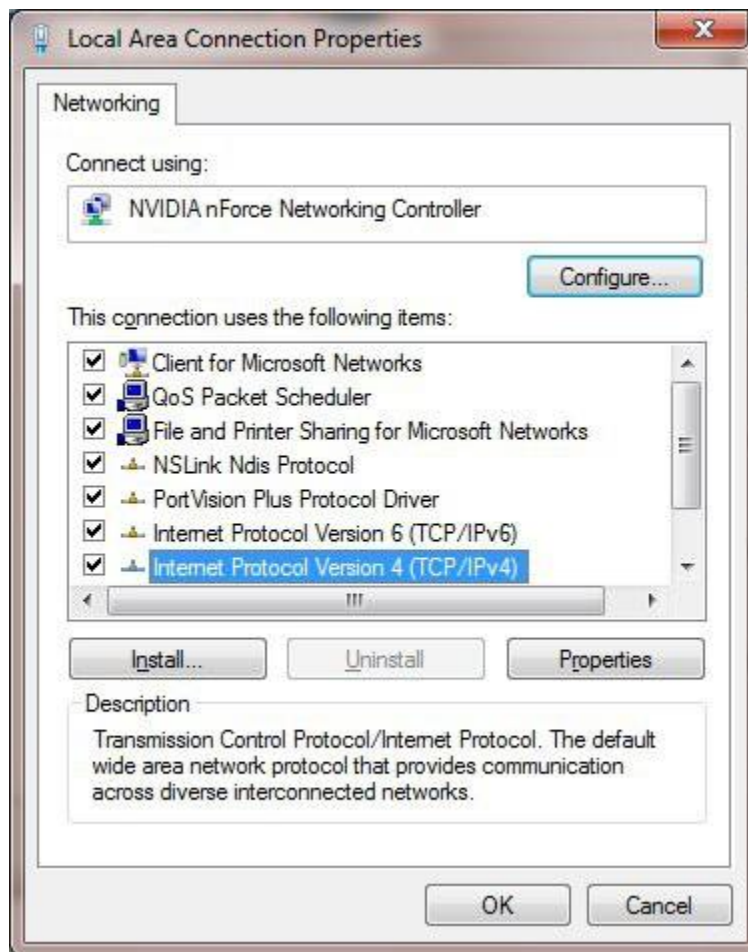 Local Area Connection Properties
Networking
Connect using:
NVIDIA nForce Networking Controller
Configure...
This connection uses the following items:
Client for Microsoft Networks
QoS Packet Scheduler
File and Printer Sharing for Microsoft Networks
NSLink Ndis Protocol
PortVision Plus Protocol Driver
Internet Protocol Version 6 (TCP/IPv6)
Internet Protocol Version 4 (TCP/IPv4)
Install... Uninstall Properties
Description
Transmission Control Protocol/Internet Protocol. The default
wide area network protocol that provides communication
across diverse interconnected networks.
OK Cancel